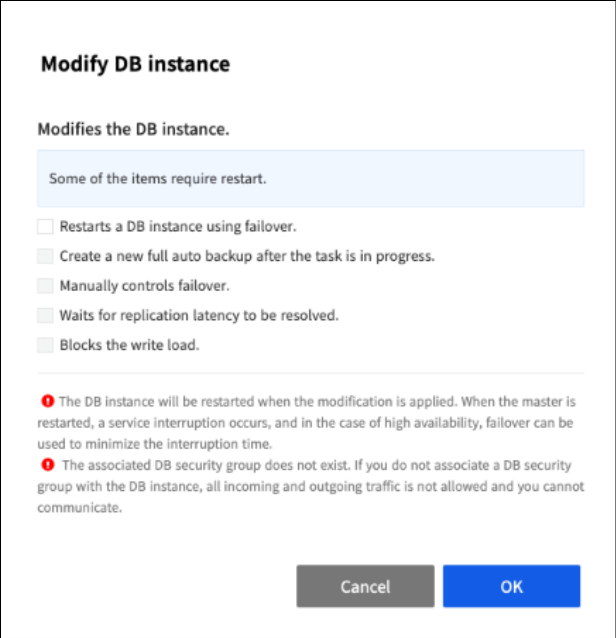 Modify DB instance
Modifies the DB instance.
Some of the items require restart.
Restarts a DB instance using failover.
Create a new full auto backup after the task is in progress.
Manually controls failover.
Waits for replication latency to be resolved.
Blocks the write load.
The DB instance will be restarted when the modification is applied. When the master is
restarted, a service interruption occurs, and in the case of high availability, failover can be
used to minimize the interruption time.
The associated DB security group does not exist. If you do not associate a DB security
group with the DB instance, all incoming and outgoing traffic is not allowed and you cannot
communicate.
Cancel
OK